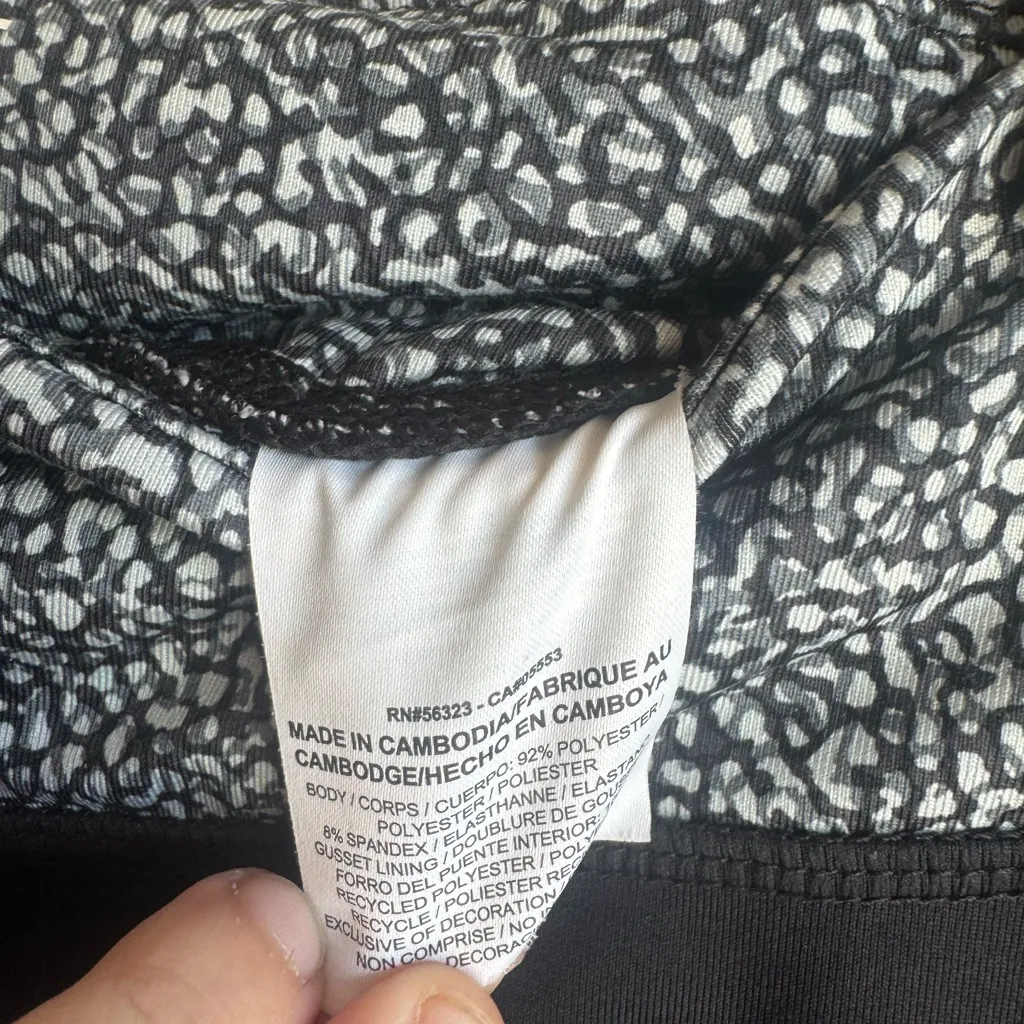 RN#56323 - CA#05553
MADE IN CAMBODIA/FABRIQUE AU
CAMBODGE/HECHO EN CAMBOYA
BODY / CORPS / CUERPO: 92% POLYESTER /
POLYESTER / POLIESTER
8% SPANDEX / ELASTHANNE /
GUSSET LINING / DOUBLURE DE
FORRO DEL PUENTE INTERIOR:
RECYCLED POLYESTER /
RECYCLE / POLIESTER
EXCLUSIVE OF DECORATION
NON COMPRISE / NO